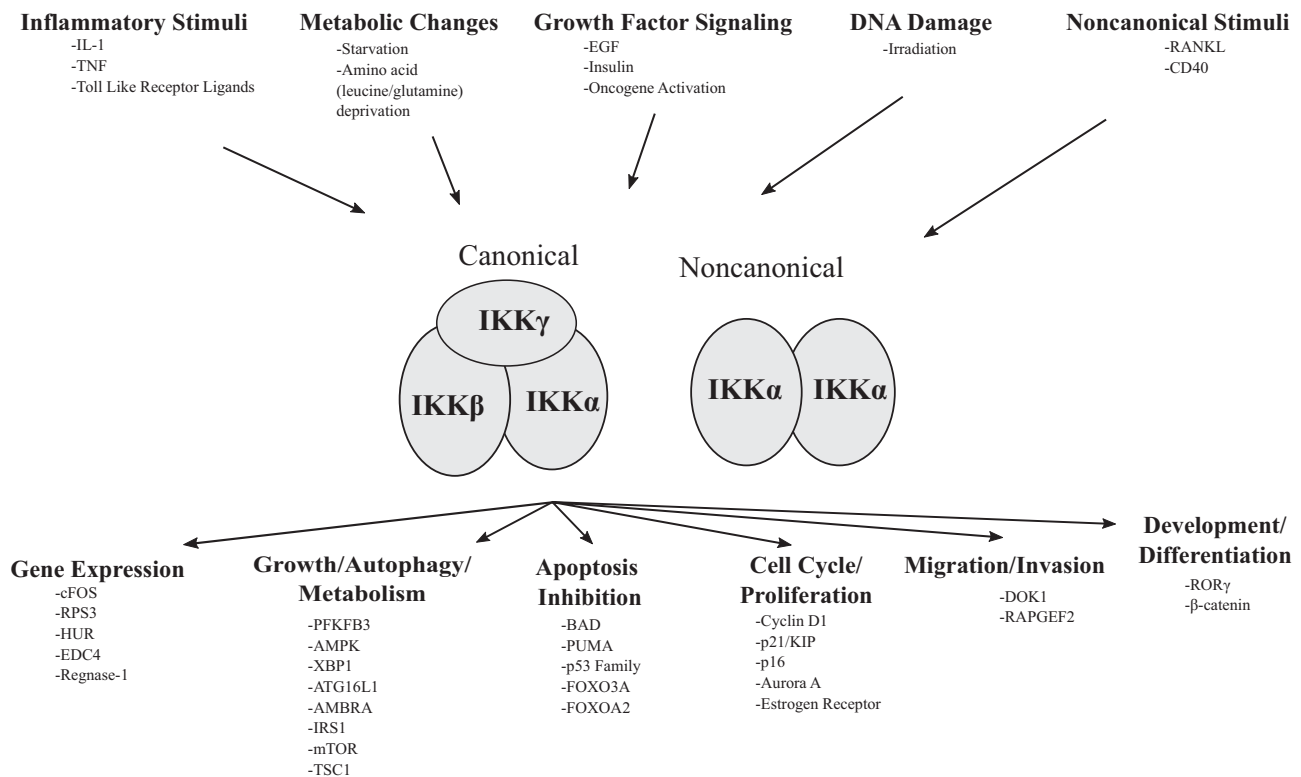 Inflammatory Stimuli
-IL-1
-TNF
-Toll Like Receptor Ligands
Metabolic Changes
-Starvation
-Amino acid
(leucine/glutamine)
deprivation
Growth Factor Signaling
-EGF
-Insulin
-Oncogene Activation
DNA Damage
-Irradiation
Noncanonical Stimuli
-RANKL
-CD40
Canonical
IKKγ
IKKβ
IKKα
Noncanonical
IKKα
IKKα
Gene Expression
-cFOS
-RPS3
-HUR
-EDC4
-Regnase-1
Growth/Autophagy/
Metabolism
-PFKFB3
-AMPK
-XBP1
-ATG16L1
-AMBRA
-IRS1
-mTOR
-TSC1
Apoptosis
Inhibition
-BAD
-PUMA
-p53 Family
-FOXO3A
-FOXOA2
Cell Cycle/
Proliferation
-Cyclin D1
-p21/KIP
-p16
-Aurora A
-Estrogen Receptor
Migration/Invasion
-DOK1
-RAPGEF2
Development/
Differentiation
-RORγ
-β-catenin